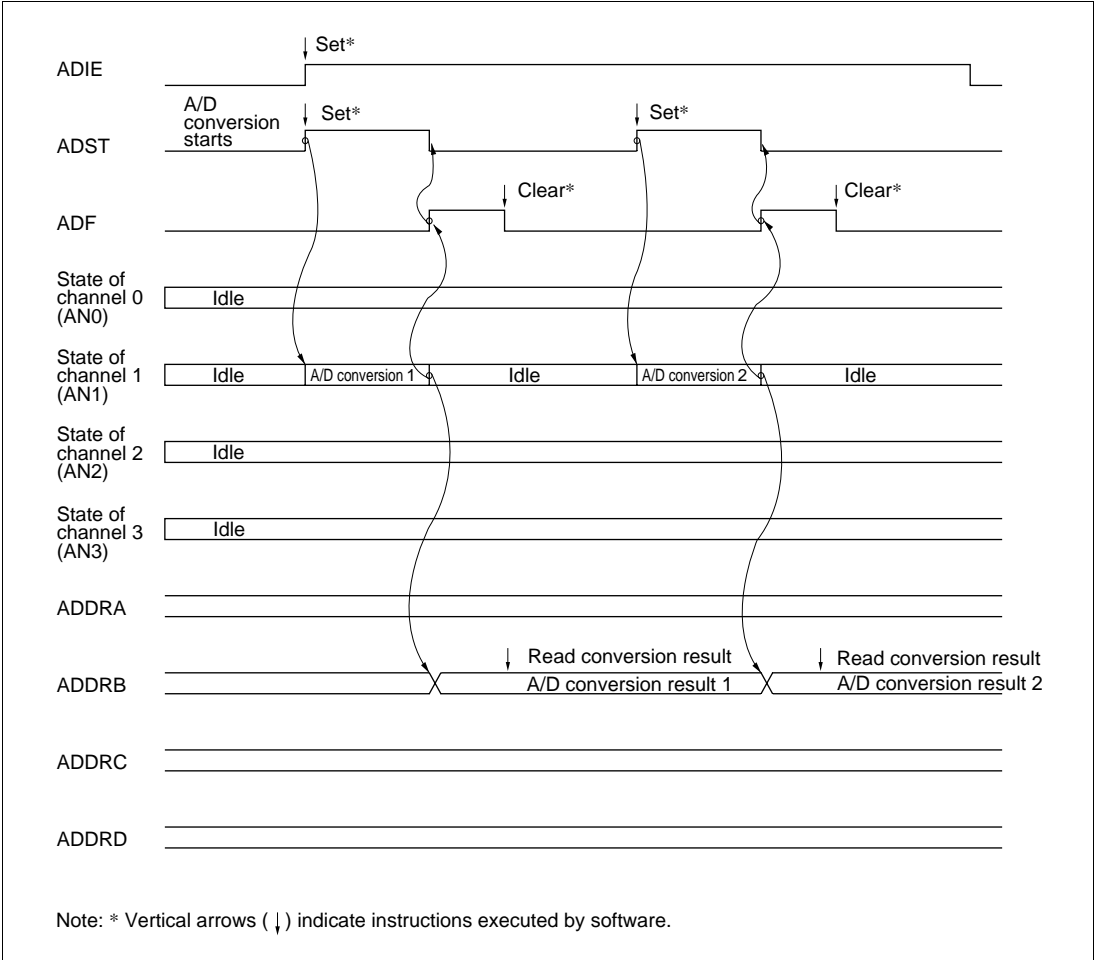 Set*
ADIE
A/D
conversion
starts
Set*
Set*
ADST
Clear*
Clear*
ADF
State of
channel 0
(AN0)
Idle
State of
channel 1
(AN1)
Idle
A/D conversion 1
Idle
A/D conversion 2
Idle
State of
channel 2
(AN2)
Idle
State of
channel 3
(AN3)
Idle
ADDRA
Read conversion result
Read conversion result
ADDRB
A/D conversion result 1
A/D conversion result 2
ADDRC
ADDRD
Note: * Vertical arrows (↓) indicate instructions executed by software.